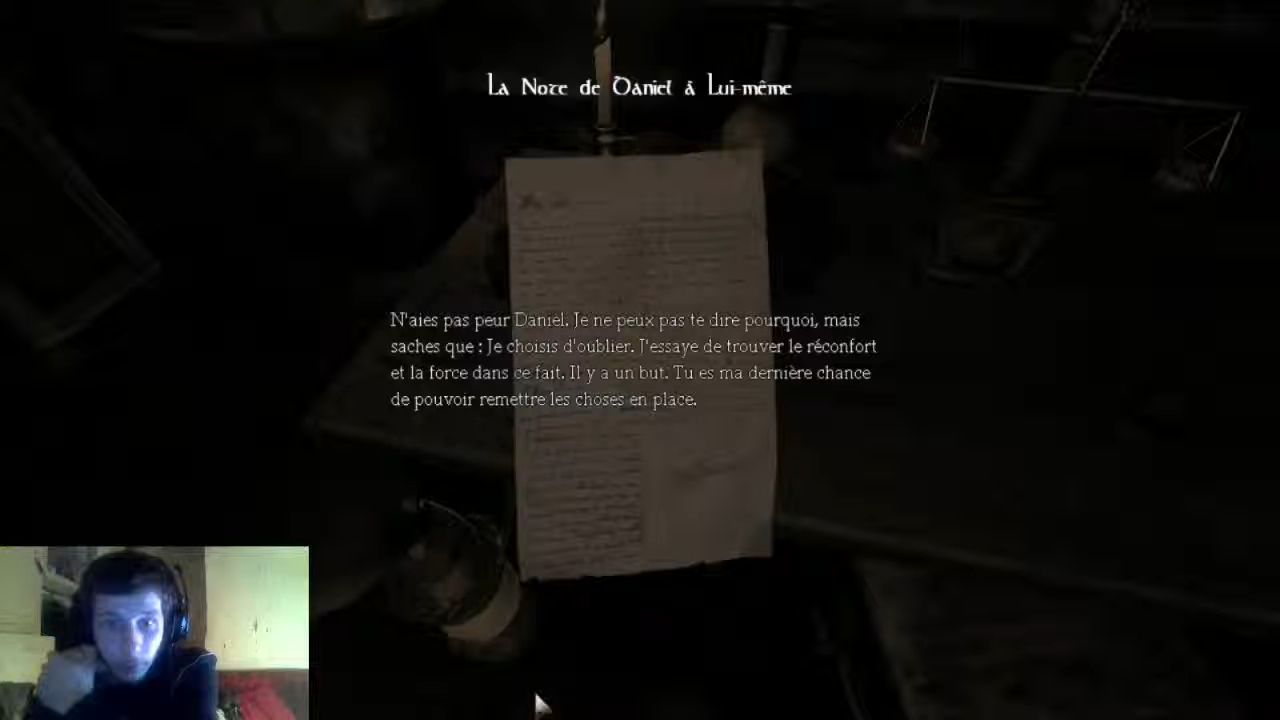 La Note de Daniel à Lui-même
N'aies pas peur Daniel. Je ne peux pas te dire pourquoi, mais
saches que : Je choisis d'oublier. J'essaye de trouver le réconfort
et la force dans ce fait. Il y a un but. Tu es ma dernière chance
de pouvoir remettre les choses en place.